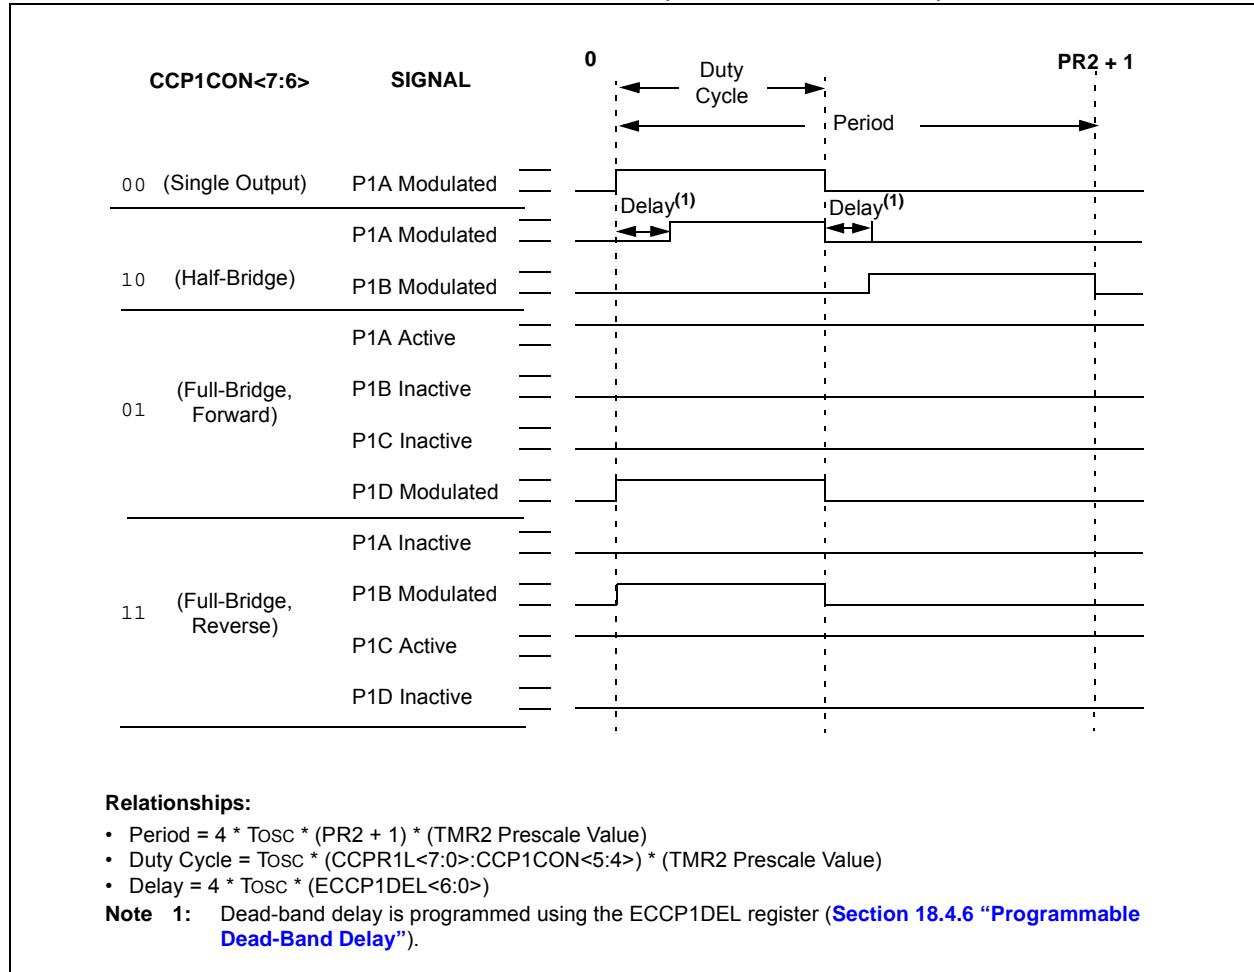 0
PR2 + 1
CCP1CON<7:6>
SIGNAL
Duty
Cycle
Period
00 (Single Output) P1A Modulated
Delay(1)
Delay(1)
P1A Modulated
10 (Half-Bridge) P1B Modulated
P1A Active
P1B Inactive
01 (Full-Bridge,
Forward)
P1C Inactive
P1D Modulated
P1A Inactive
P1B Modulated
11 (Full-Bridge,
Reverse)
P1C Active
P1D Inactive
Relationships:
• Period = 4 * TOSC * (PR2 + 1) * (TMR2 Prescale Value)
• Duty Cycle = TOSC * (CCPR1L<7:0>:CCP1CON<5:4>) * (TMR2 Prescale Value)
• Delay = 4 * TOSC * (ECCP1DEL<6:0>)
Note 1: Dead-band delay is programmed using the ECCP1DEL register (Section 18.4.6 “Programmable
Dead-Band Delay”).